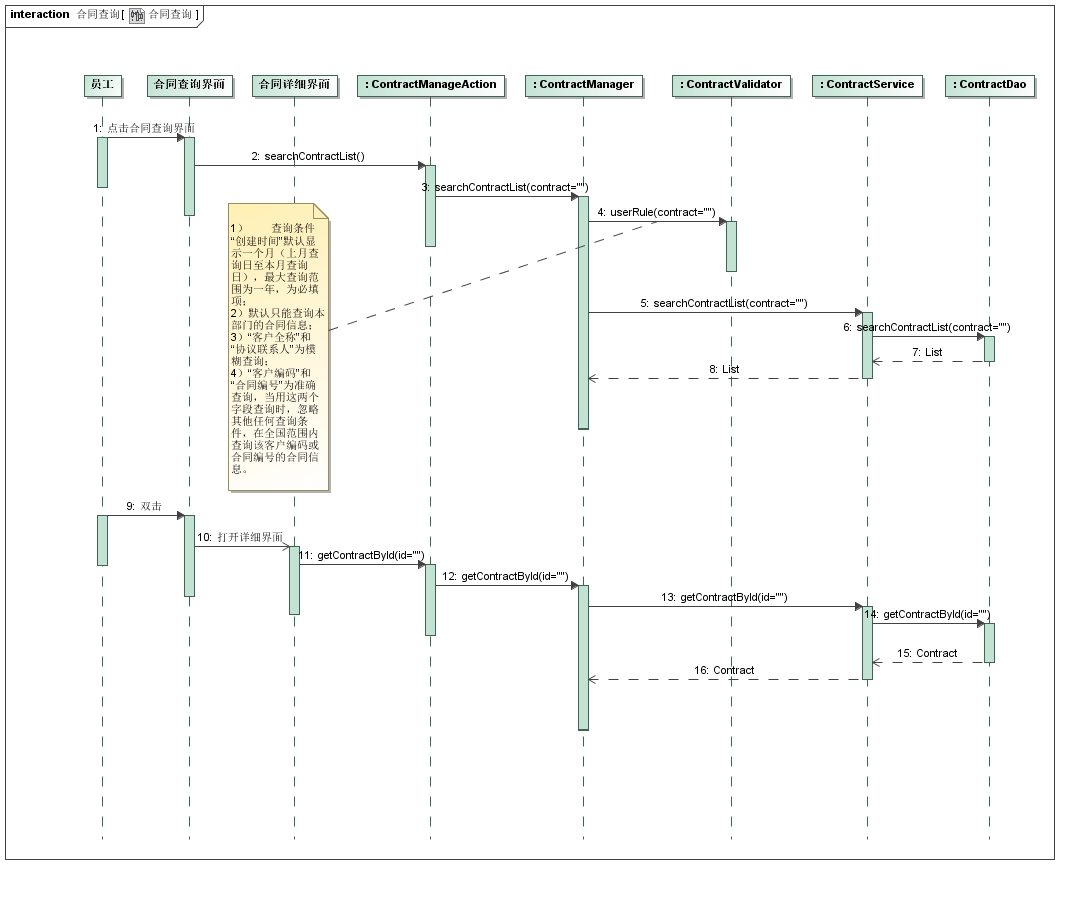 interaction 合同查询[ 合同查询 ]
员工
合同查询界面
合同详细界面
: ContractManageAction
: ContractManager
: ContractValidator
: ContractService
: ContractDao
1: 点击合同查询界面
2: searchContractList()
3: searchContractList(contract="")
4: userRule(contract="")
1） 查询条件
“创建时间”默认显
示一个月（上月查
询日至本月查询
日），最大查询范
围为一年，为必填
项；
2）默认只能查询本
部门的合同信息；
3）“客户全称”和
“协议联系人”为模
糊查询；
4）“客户编码”和
“合同编号”为准确
查询，当用这两个
字段查询时，忽略
其他任何查询条
件，在全国范围内
查询该客户编码或
合同编号的合同信
息。
5: searchContractList(contract="")
6: searchContractList(contract="")
7: List
8: List
9: 双击
10: 打开详细界面
11: getContractById(id="")
12: getContractById(id="")
13: getContractById(id="")
14: getContractById(id="")
15: Contract
16: Contract